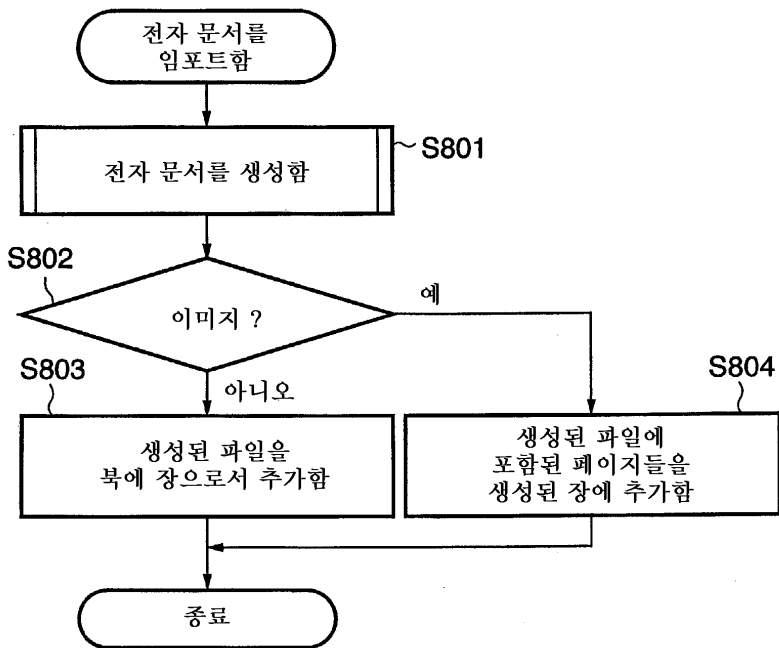 전자 문서를
임포트함
전자 문서를 생성함
S801
S802
이미지 ?
예
아니오
S803
생성된 파일을
북에 장으로서 추가함
S804
생성된 파일에
포함된 페이지들을
생성된 장에 추가함
종료